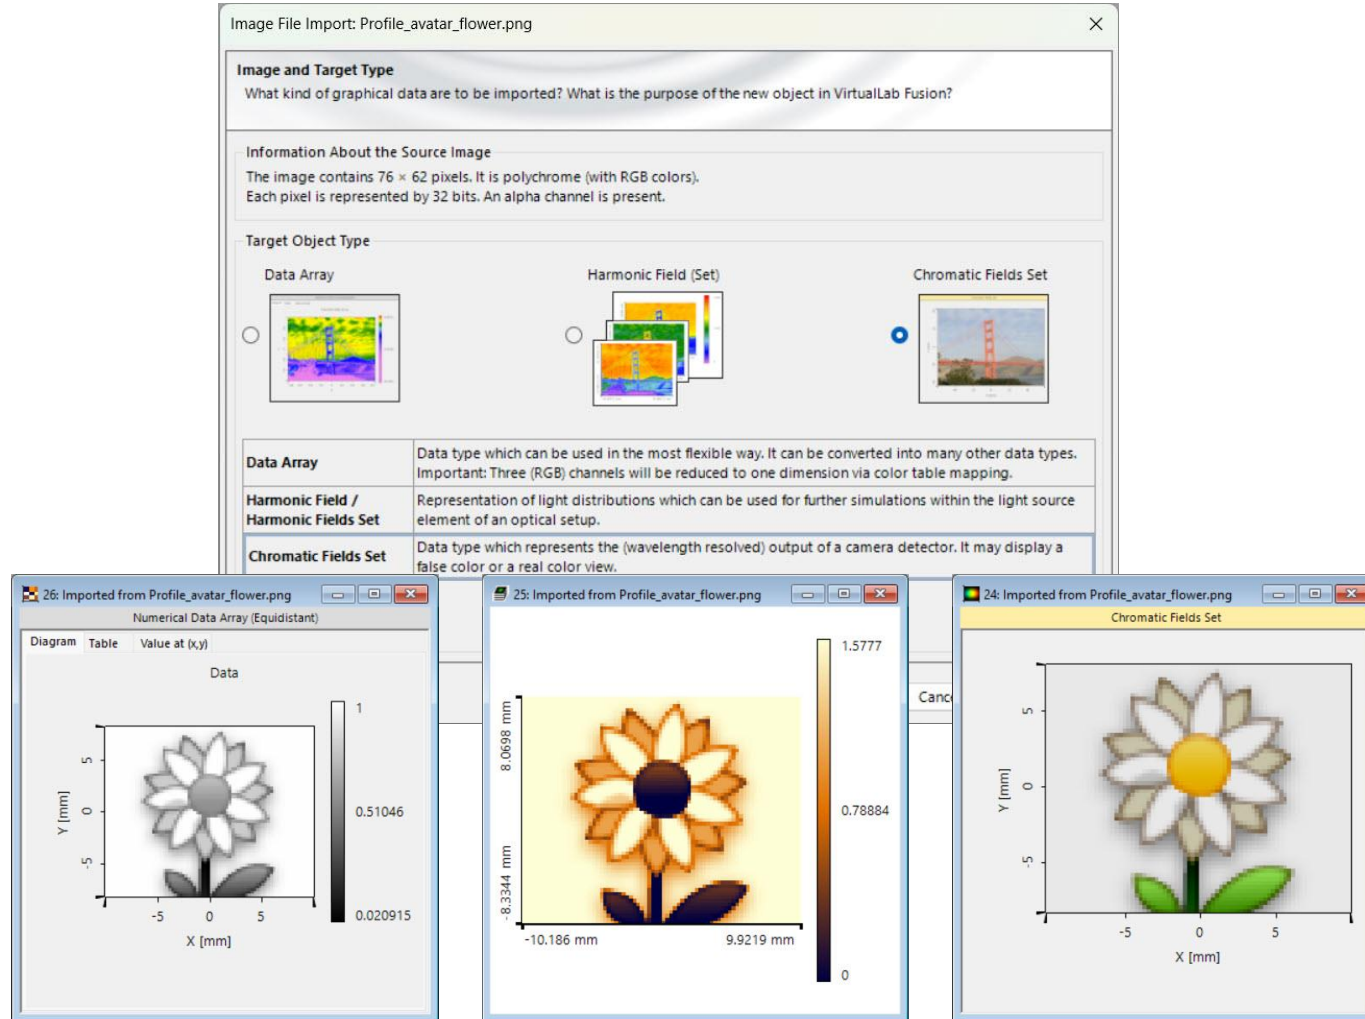 Image File Import: Profile_avatar_flower.png
Image and Target Type
What kind of graphical data are to be imported? What is the purpose of the new object in VirtualLab Fusion?
Information About the Source Image
The image contains 76 × 62 pixels. It is polychrome (with RGB colors).
Each pixel is represented by 32 bits. An alpha channel is present.
Target Object Type
Data Array
Harmonic Field (Set)
Chromatic Fields Set
Data Array
Data type which can be used in the most flexible way. It can be converted into many other data types.
Important: Three (RGB) channels will be reduced to one dimension via color table mapping.
Harmonic Field /
Harmonic Fields Set
Representation of light distributions which can be used for further simulations within the light source
element of an optical setup.
Chromatic Fields Set
Data type which represents the (wavelength resolved) output of a camera detector. It may display a
false color or a real color view.
Canc
26: Imported from Profile_avatar_flower.png
Numerical Data Array (Equidistant)
Diagram Table Value at (x,y)
Data
1
0.51046
0.020915
Y [mm]
5
0
-5
-5 0 5
X [mm]
25: Imported from Profile_avatar_flower.png
1.5777
0.78884
0
8.0698 mm
-8.3344 mm
-10.186 mm 9.9219 mm
24: Imported from Profile_avatar_flower.png
Chromatic Fields Set
Y [mm]
5
0
-5
-5 0 5
X [mm]